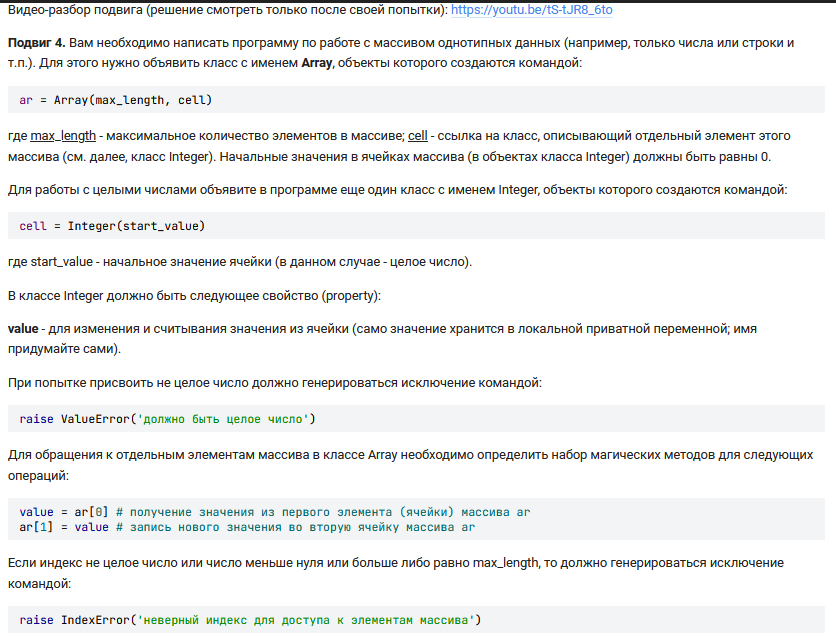 Видео-разбор подвига (решение смотреть только после своей попытки): https://youtu.be/tS-tJR8_6to
Подвиг 4. Вам необходимо написать программу по работе с массивом однотипных данных (например, только числа или строки и
т.п.). Для этого нужно объявить класс с именем Array, объекты которого создаются командой:
ar = Array(max_length, cell)
где max_length - максимальное количество элементов в массиве; cell - ссылка на класс, описывающий отдельный элемент этого
массива (см. далее, класс Integer). Начальные значения в ячейках массива (в объектах класса Integer) должны быть равны 0.
Для работы с целыми числами объявите в программе еще один класс с именем Integer, объекты которого создаются командой:
cell = Integer(start_value)
где start_value - начальное значение ячейки (в данном случае - целое число).
В классе Integer должно быть следующее свойство (property):
value - для изменения и считывания значения из ячейки (само значение хранится в локальной приватной переменной; имя
придумайте сами).
При попытке присвоить не целое число должно генерироваться исключение командой:
raise ValueError('должно быть целое число')
Для обращения к отдельным элементам массива в классе Array необходимо определить набор магических методов для следующих
операций:
value = ar[0] # получение значения из первого элемента (ячейки) массива ar
ar[1] = value # запись нового значения во вторую ячейку массива ar
Если индекс не целое число или число меньше нуля или больше либо равно max_length, то должно генерироваться исключение
командой:
raise IndexError('неверный индекс для доступа к элементам массива')